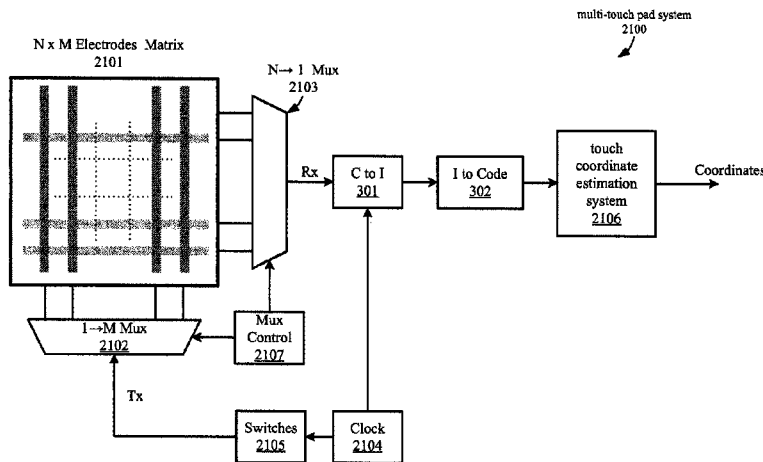 multi-touch pad system
2100
N x M Electrodes Matrix
2101
N→ 1 Mux
2103
Rx
C to I
301
I to Code
302
touch
coordinate
estimation
system
2106
Coordinates
1→M Mux
2102
Mux
Control
2107
Tx
Switches
2105
Clock
2104